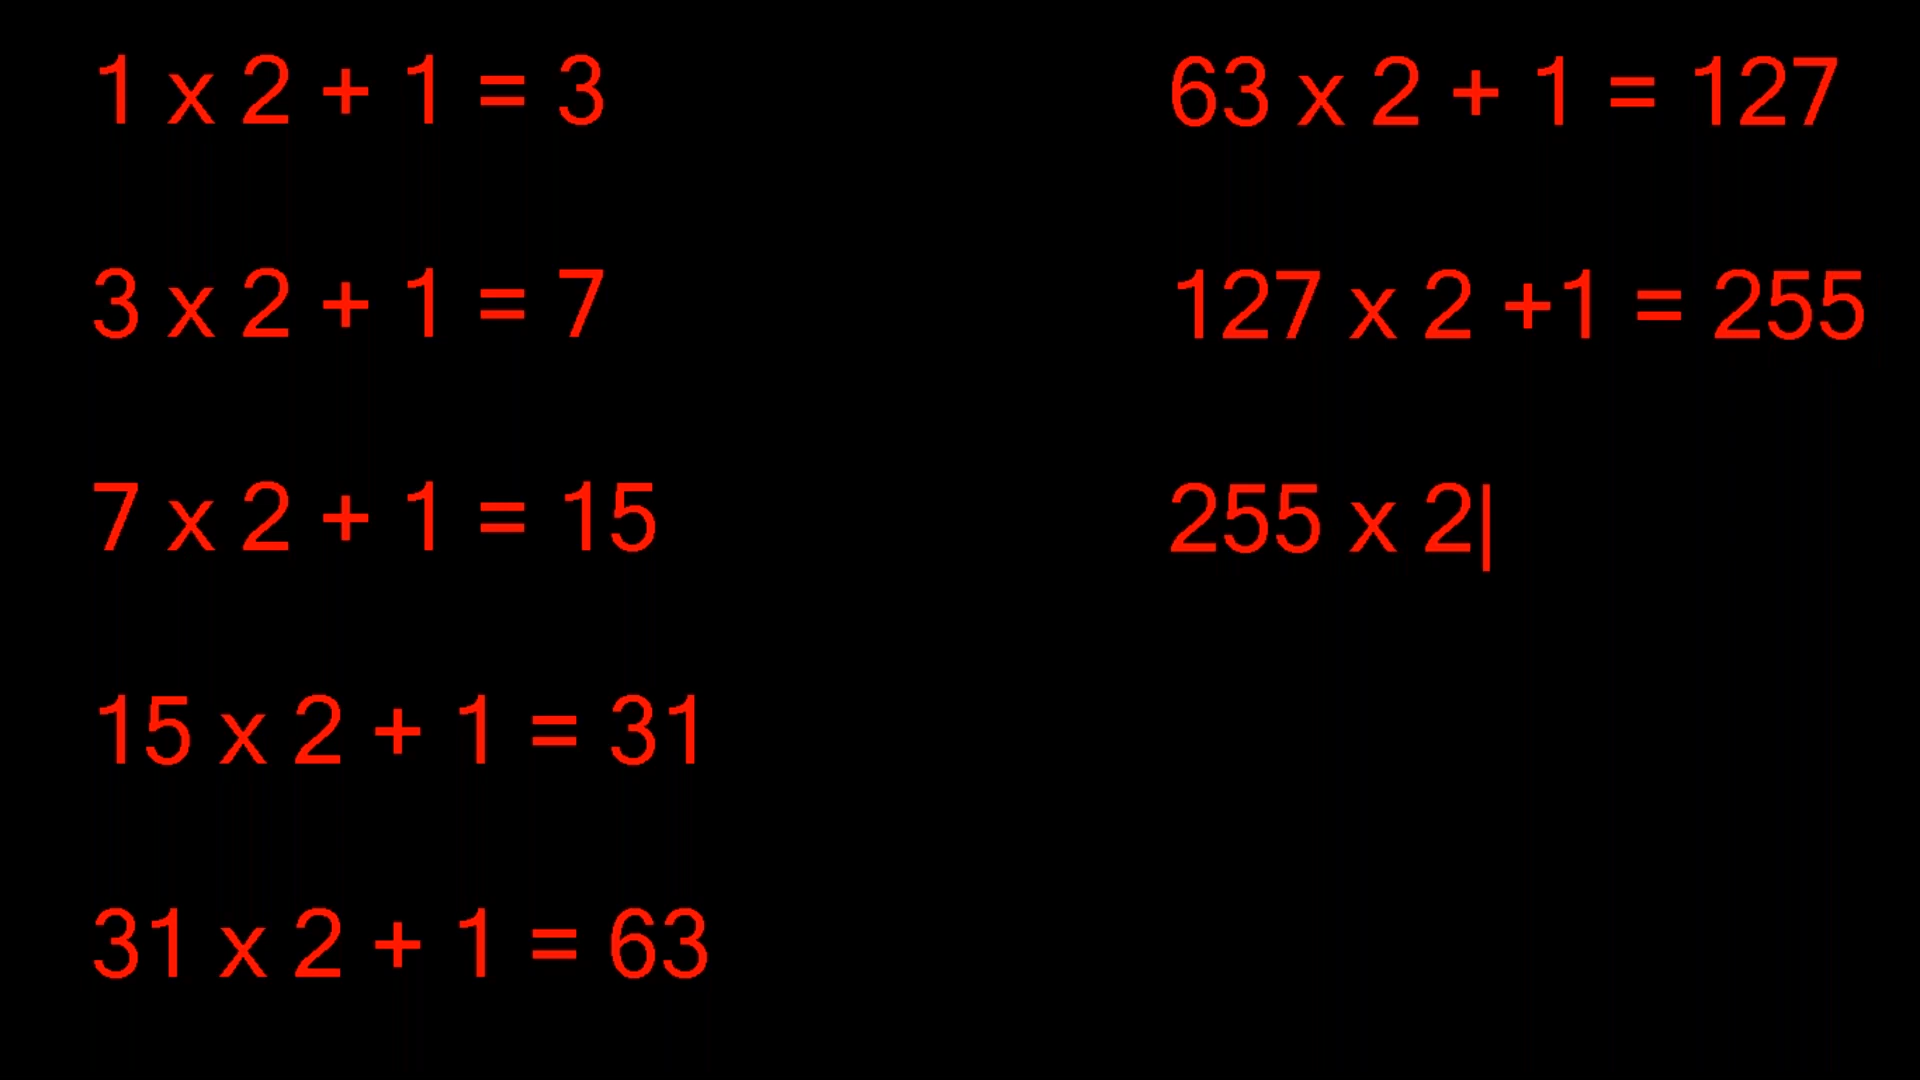 1 x 2 + 1 = 3
3 x 2 + 1 = 7
7 x 2 + 1 = 15
15 x 2 + 1 = 31
31 x 2 + 1 = 63
63 x 2 + 1 = 127
127 x 2 +1 = 255
255 x 2|